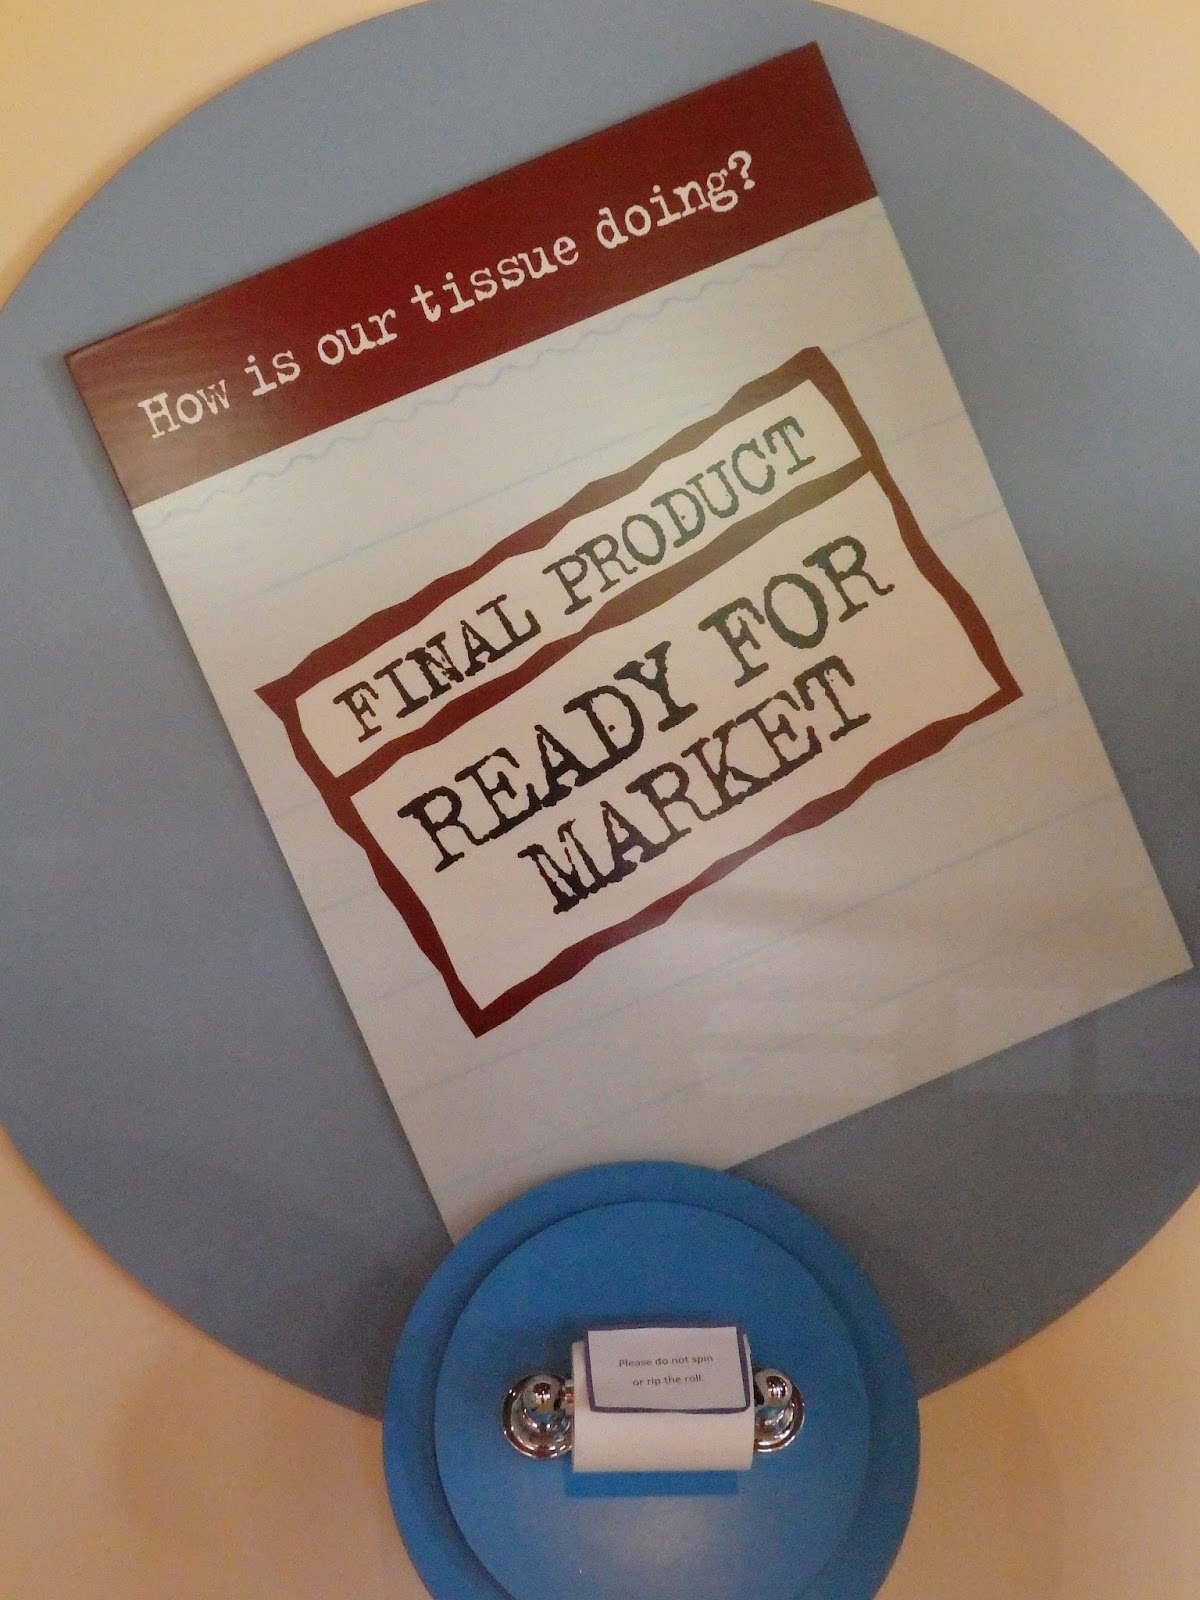 How is our tissue doing?
FINAL PRODUCT
READY FOR
MARKET
Please do not spin
or rip the roll.